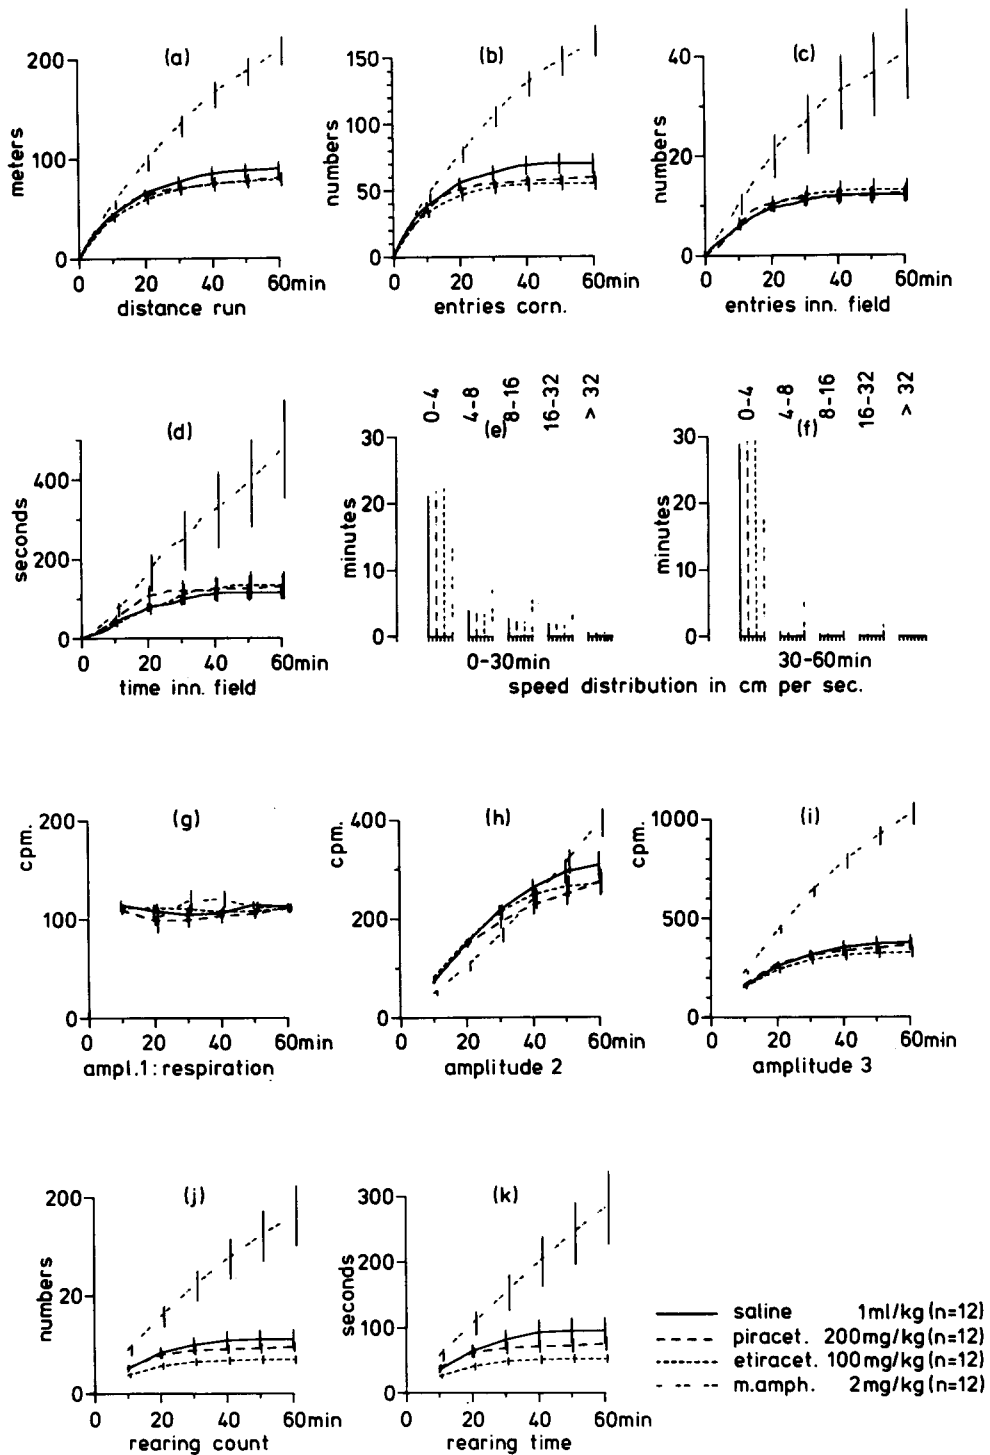 (a)
200
100
0
meters
0 20 40 60min
distance run
(b)
150
100
50
0
numbers
0 20 40 60min
entries corn.
(c)
40
20
0
numbers
0 20 40 60min
entries inn. field
(d)
400
200
0
seconds
0 20 40 60min
time inn. field
0-4 4-8 8-16 16-32 > 32
(e)
30
20
10
0
minutes
0-30min
0-4 4-8 8-16 16-32 > 32
(f)
30
20
10
0
minutes
30-60min
speed distribution in cm per sec.
(g)
200
100
0
cpm.
0 20 40 60min
ampl.1: respiration
(h)
400
200
0
cpm.
0 20 40 60min
amplitude 2
(i)
1000
500
0
cpm.
0 20 40 60min
amplitude 3
(j)
200
20
0
numbers
0 20 40 60min
rearing count
(k)
300
200
100
0
seconds
0 20 40 60min
rearing time
saline 1ml/kg (n=12)
piracet. 200mg/kg (n=12)
etiracet. 100mg/kg (n=12)
m.amph. 2mg/kg (n=12)